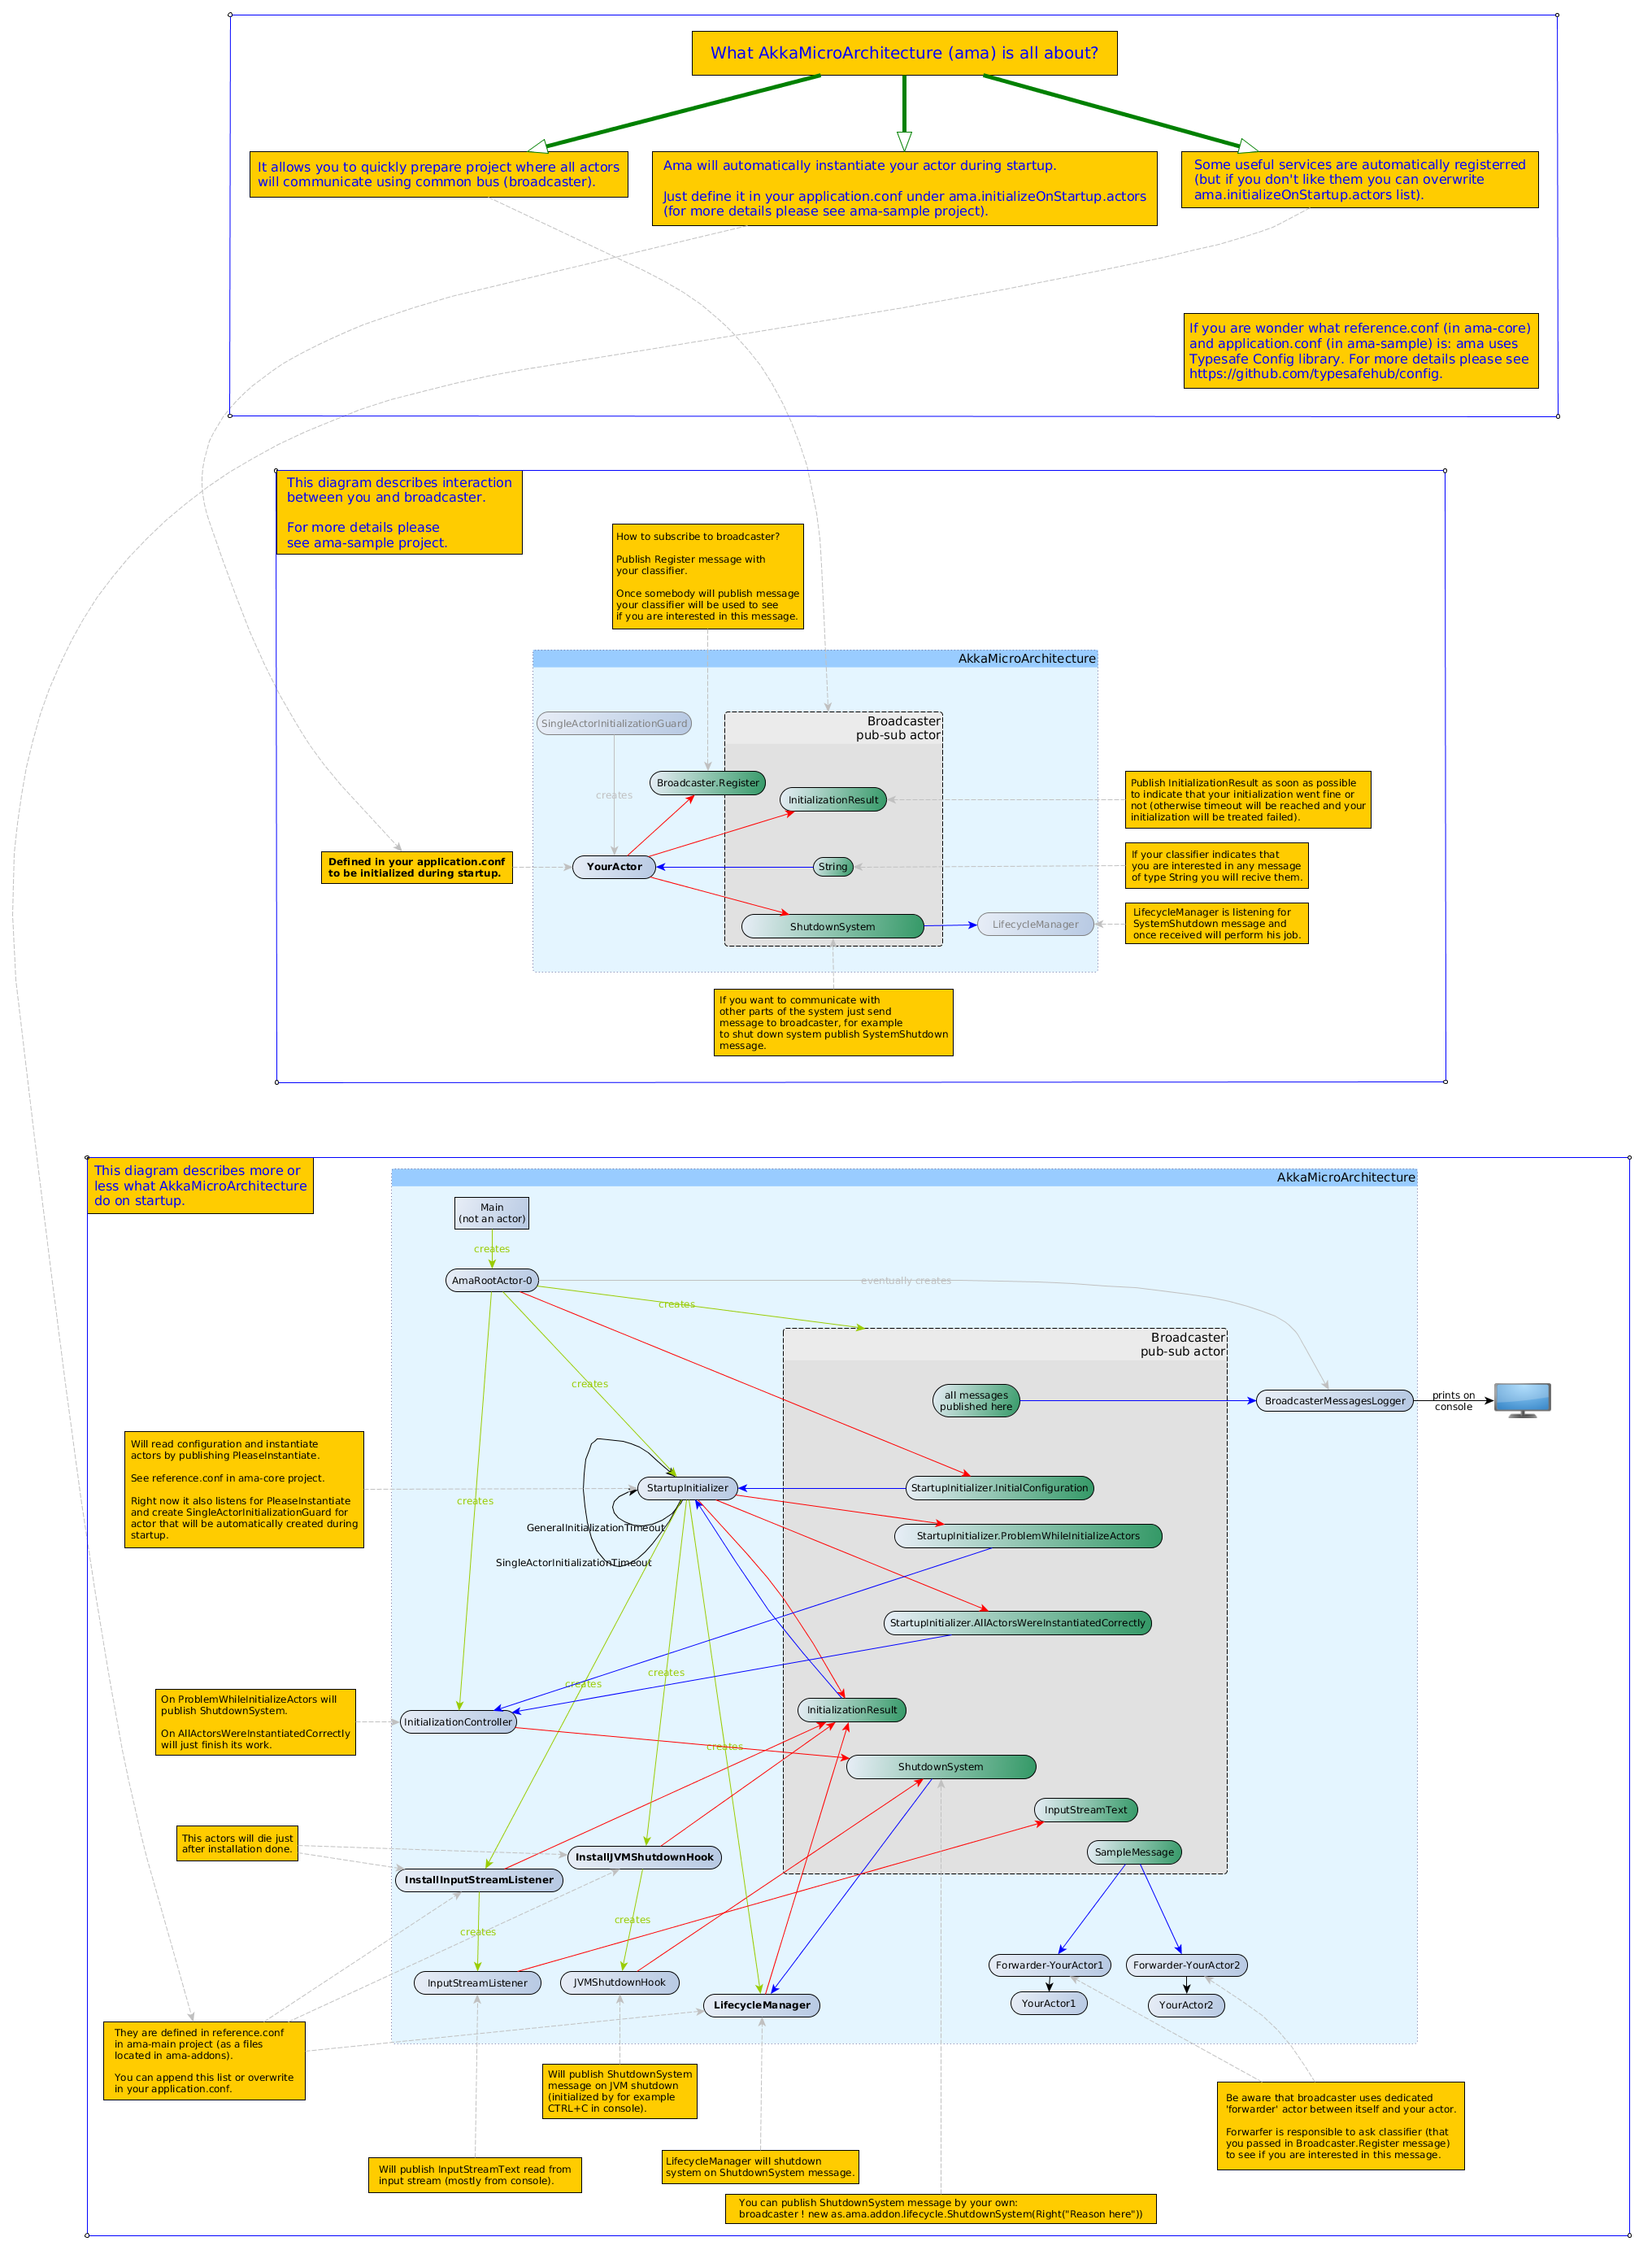 What AkkaMicroArchitecture (ama) is all about?
It allows you to quickly prepare project where all actors
will communicate using common bus (broadcaster).
Ama will automatically instantiate your actor during startup.
Just define it in your application.conf under ama.initializeOnStartup.actors
(for more details please see ama-sample project).
Some useful services are automatically registerred
(but if you don't like them you can overwrite
ama.initializeOnStartup.actors list).
If you are wonder what reference.conf (in ama-core)
and application.conf (in ama-sample) is: ama uses
Typesafe Config library. For more details please see
https://github.com/typesafehub/config.
This diagram describes interaction
between you and broadcaster.
For more details please
see ama-sample project.
How to subscribe to broadcaster?
Publish Register message with
your classifier.
Once somebody will publish message
your classifier will be used to see
if you are interested in this message.
AkkaMicroArchitecture
SingleActorInitializationGuard
Broadcaster
pub-sub actor
Broadcaster.Register
creates
InitializationResult
Publish InitializationResult as soon as possible
to indicate that your initialization went fine or
not (otherwise timeout will be reached and your
initialization will be treated failed).
Defined in your application.conf
to be initialized during startup.
YourActor
String
If your classifier indicates that
you are interested in any message
of type String you will recive them.
ShutdownSystem
LifecycleManager
LifecycleManager is listening for
SystemShutdown message and
once received will perform his job.
If you want to communicate with
other parts of the system just send
message to broadcaster, for example
to shut down system publish SystemShutdown
message.
This diagram describes more or
less what AkkaMicroArchitecture
do on startup.
AkkaMicroArchitecture
Main
(not an actor)
creates
AmaRootActor-0
eventually creates
creates
Broadcaster
pub-sub actor
creates
all messages
published here
BroadcasterMessagesLogger
prints on
console
Will read configuration and instantiate
actors by publishing PleaseInstantiate.
See reference.conf in ama-core project.
Right now it also listens for PleaseInstantiate
and create SingleActorInitializationGuard for
actor that will be automatically created during
startup.
StartupInitializer
StartupInitializer.InitialConfiguration
creates
GeneralInitializationTimeout
StartupInitializer.ProblemWhileInitializeActors
SingleActorInitializationTimeout
StartupInitializer.AllActorsWereInstantiatedCorrectly
creates
creates
On ProblemWhileInitializeActors will
publish ShutdownSystem.
On AllActorsWereInstantiatedCorrectly
will just finish its work.
InitializationController
InitializationResult
creates
ShutdownSystem
InputStreamText
This actors will die just
after installation done.
SampleMessage
InstallJVMShutdownHook
InstallInputStreamListener
creates
creates
InputStreamListener
JVMShutdownHook
LifecycleManager
Forwarder-YourActor1
Forwarder-YourActor2
YourActor1
YourActor2
They are defined in reference.conf
in ama-main project (as a files
located in ama-addons).
You can append this list or overwrite
in your application.conf.
Will publish ShutdownSystem
message on JVM shutdown
(initialized by for example
CTRL+C in console).
Be aware that broadcaster uses dedicated
'forwarder' actor between itself and your actor.
Forwarfer is responsible to ask classifier (that
you passed in Broadcaster.Register message)
to see if you are interested in this message.
Will publish InputStreamText read from
input stream (mostly from console).
LifecycleManager will shutdown
system on ShutdownSystem message.
You can publish ShutdownSystem message by your own:
broadcaster ! new as.ama.addon.lifecycle.ShutdownSystem(Right("Reason here"))